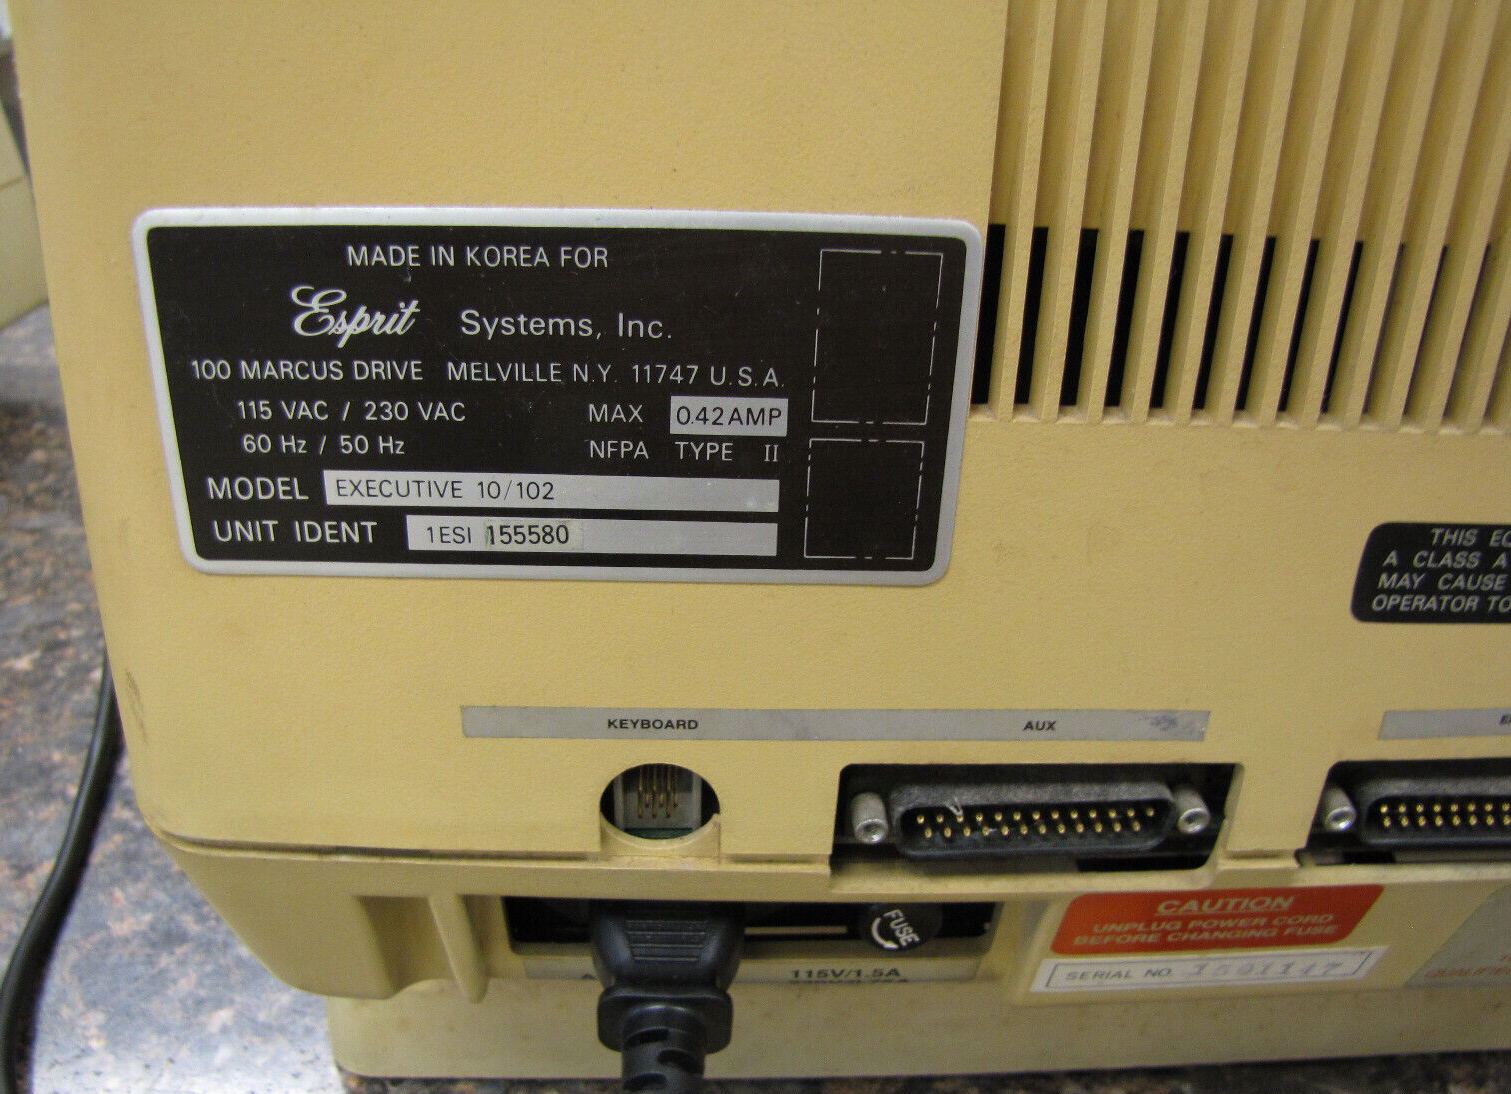 MADE IN KOREA FOR
Esprit Systems, Inc.
100 MARCUS DRIVE MELVILLE N.Y. 11747 U.S.A.
115 VAC / 230 VAC MAX 0.42 AMP
60 Hz / 50 Hz NFPA TYPE II
MODEL EXECUTIVE 10/102
UNIT IDENT 1ESI 155580
THIS
A CLASS A
MAY CAUSE
OPERATOR TO
KEYBOARD
AUX
FUSE
115V/1.5A
CAUTION
UNPLUG POWER CORD
BEFORE CHANGING FUSE
SERIAL NO.